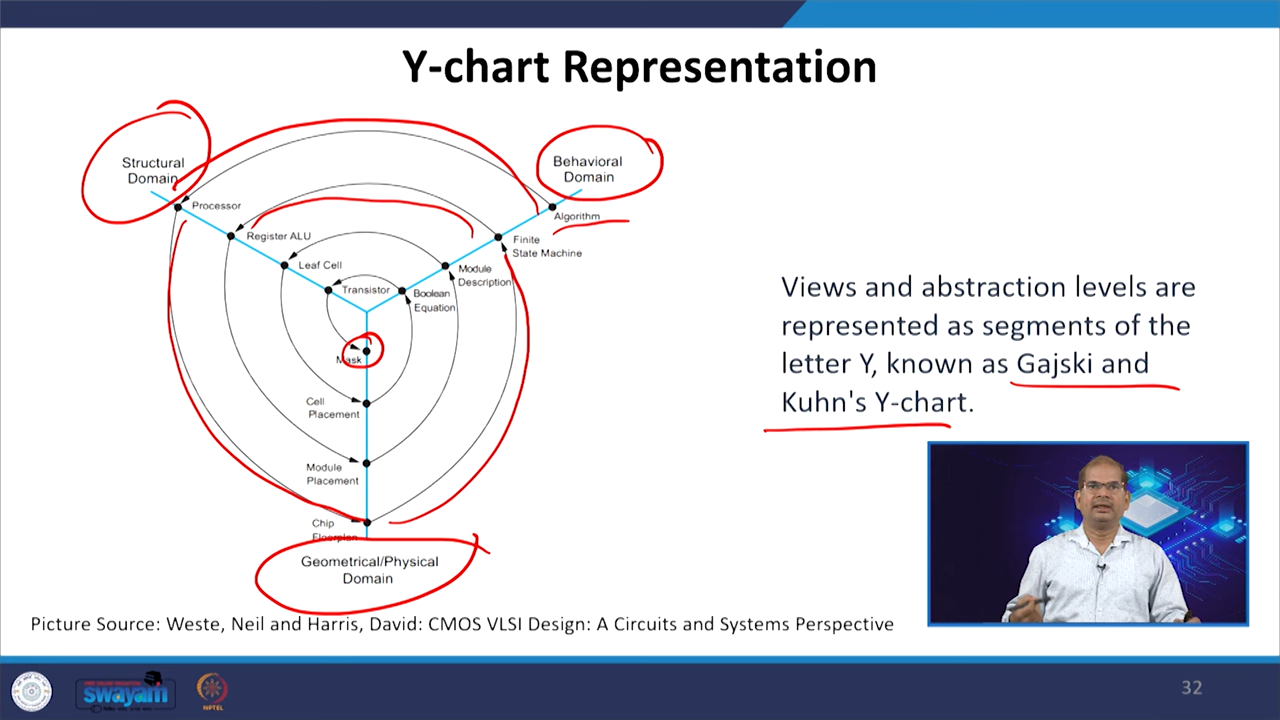 Y-chart Representation
Structural
Domain
Behavioral
Domain
Processor
Algorithm
Register ALU
Finite
State Machine
Leaf Cell
Module
Description
Transistor
Boolean
Equation
Mask
Cell
Placement
Module
Placement
Chip
Floorplan
Geometrical/Physical
Domain
Views and abstraction levels are
represented as segments of the
letter Y, known as Gajski and
Kuhn's Y-chart.
Picture Source: Weste, Neil and Harris, David: CMOS VLSI Design: A Circuits and Systems Perspective
swayam
NPTEL
32